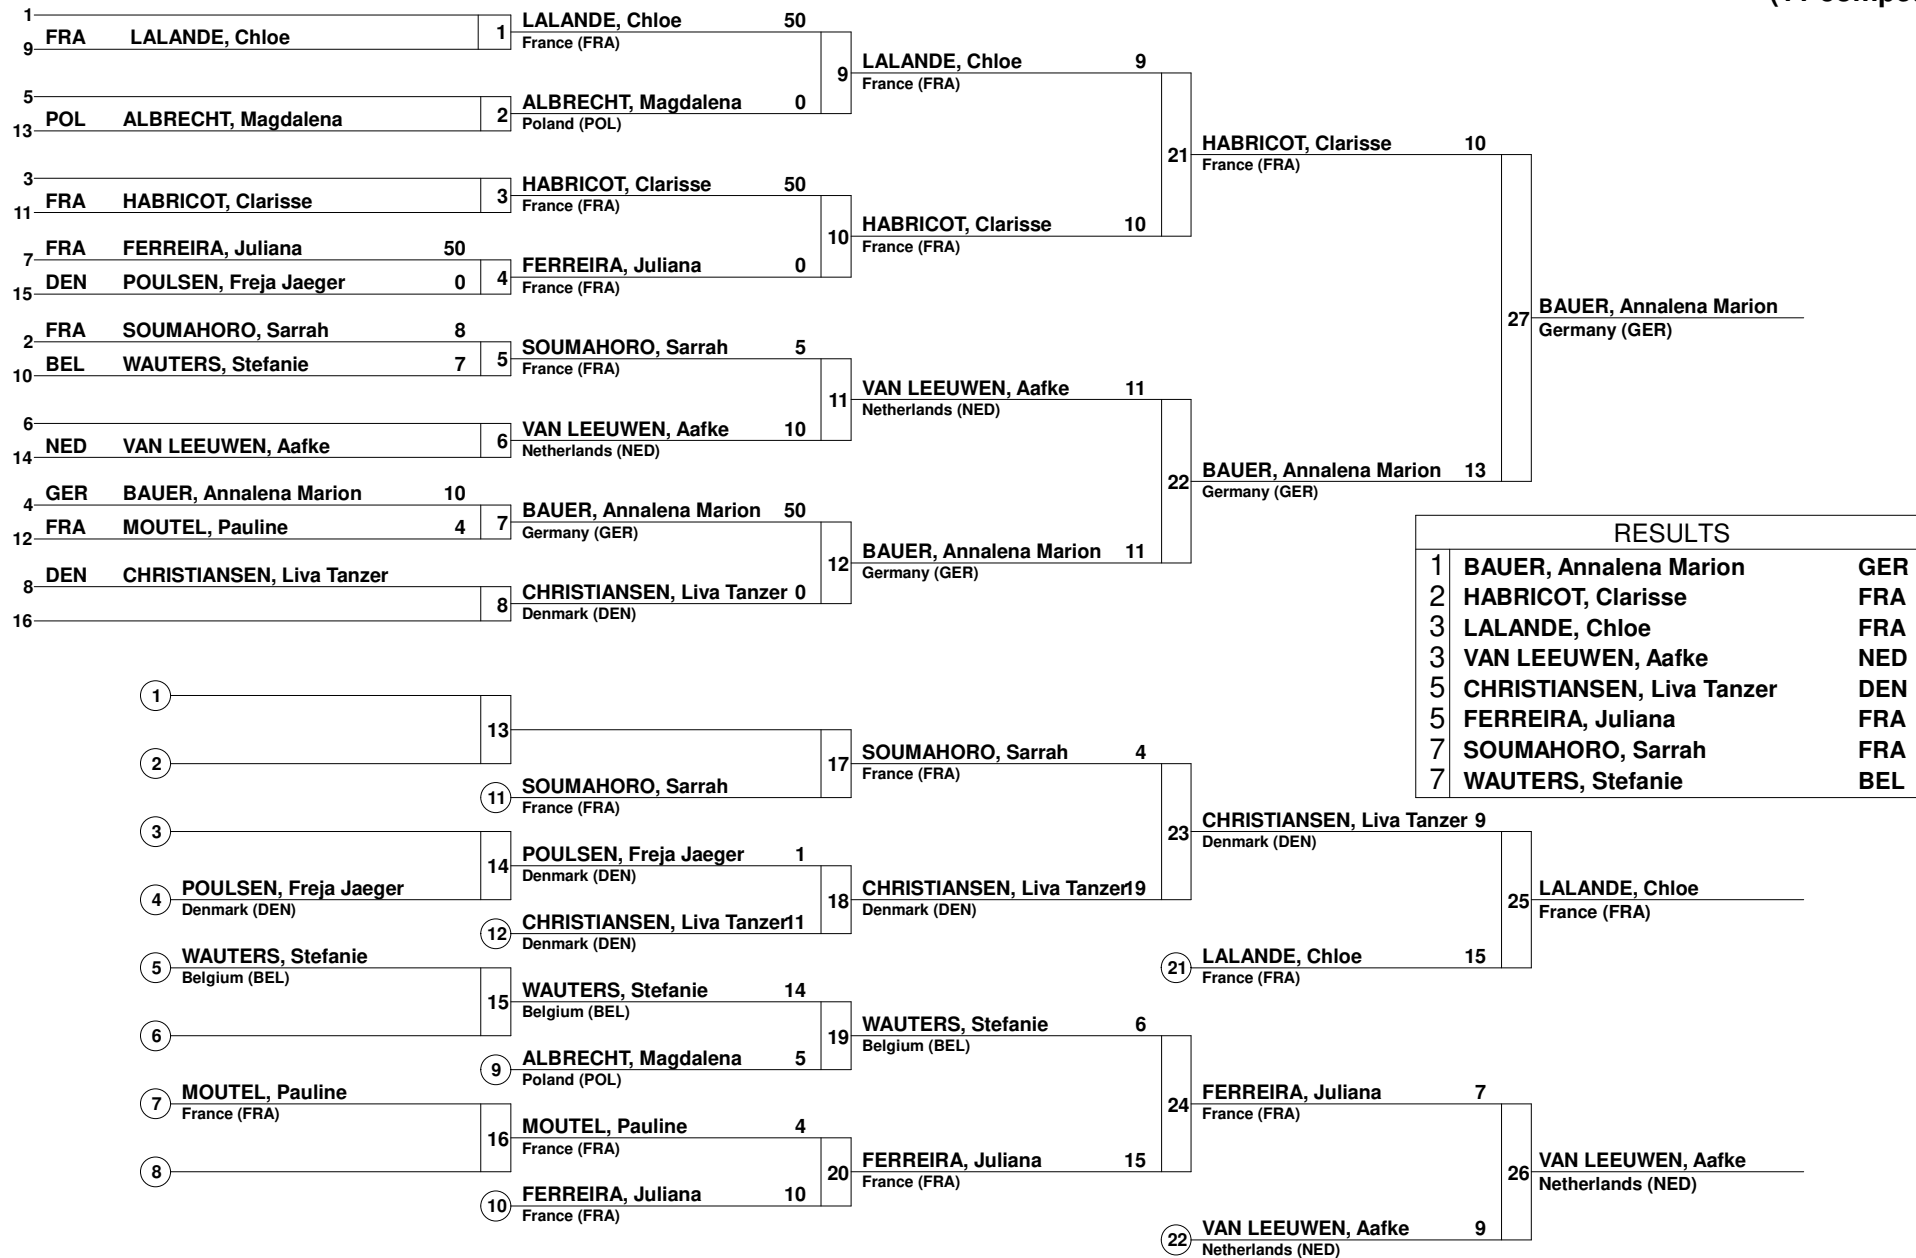 (11 compe
1
FRA LALANDE, Chloe
9
1
LALANDE, Chloe 50
France (FRA)
5
POL ALBRECHT, Magdalena
13
2
ALBRECHT, Magdalena 0
Poland (POL)
9
LALANDE, Chloe 9
France (FRA)
3
FRA HABRICOT, Clarisse
11
3
HABRICOT, Clarisse 50
France (FRA)
FRA FERREIRA, Juliana 50
7
DEN POULSEN, Freja Jaeger 0
15
4
FERREIRA, Juliana 0
France (FRA)
10
HABRICOT, Clarisse 10
France (FRA)
21
HABRICOT, Clarisse 10
France (FRA)
FRA SOUMAHORO, Sarrah 8
2
BEL WAUTERS, Stefanie 7
10
5
SOUMAHORO, Sarrah 5
France (FRA)
6
NED VAN LEEUWEN, Aafke
14
6
VAN LEEUWEN, Aafke 10
Netherlands (NED)
11
VAN LEEUWEN, Aafke 11
Netherlands (NED)
GER BAUER, Annalena Marion 10
4
FRA MOUTEL, Pauline 4
12
7
BAUER, Annalena Marion 50
Germany (GER)
DEN CHRISTIANSEN, Liva Tanzer
8
16
8
CHRISTIANSEN, Liva Tanzer 0
Denmark (DEN)
12
BAUER, Annalena Marion 11
Germany (GER)
22
BAUER, Annalena Marion 13
Germany (GER)
27
BAUER, Annalena Marion
Germany (GER)
RESULTS
1 BAUER, Annalena Marion GER
2 HABRICOT, Clarisse FRA
3 LALANDE, Chloe FRA
3 VAN LEEUWEN, Aafke NED
5 CHRISTIANSEN, Liva Tanzer DEN
5 FERREIRA, Juliana FRA
7 SOUMAHORO, Sarrah FRA
7 WAUTERS, Stefanie BEL
1
2
13
11
SOUMAHORO, Sarrah
France (FRA)
17
SOUMAHORO, Sarrah 4
France (FRA)
3
4
POULSEN, Freja Jaeger
Denmark (DEN)
14
POULSEN, Freja Jaeger 1
Denmark (DEN)
12
CHRISTIANSEN, Liva Tanzer 11
Denmark (DEN)
18
CHRISTIANSEN, Liva Tanzer 19
Denmark (DEN)
23
CHRISTIANSEN, Liva Tanzer 9
Denmark (DEN)
21
LALANDE, Chloe 15
France (FRA)
25
LALANDE, Chloe
France (FRA)
5
WAUTERS, Stefanie
Belgium (BEL)
6
15
WAUTERS, Stefanie 14
Belgium (BEL)
9
ALBRECHT, Magdalena 5
Poland (POL)
19
WAUTERS, Stefanie 6
Belgium (BEL)
7
MOUTEL, Pauline
France (FRA)
8
16
MOUTEL, Pauline 4
France (FRA)
10
FERREIRA, Juliana 10
France (FRA)
20
FERREIRA, Juliana 15
France (FRA)
24
FERREIRA, Juliana 7
France (FRA)
22
VAN LEEUWEN, Aafke 9
Netherlands (NED)
26
VAN LEEUWEN, Aafke
Netherlands (NED)